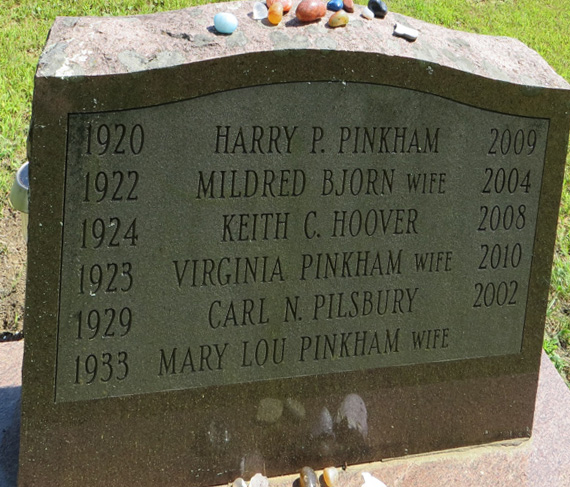 1920 HARRY P. PINKHAM 2009
1922 MILDRED BJORN WIFE 2004
1924 KEITH C. HOOVER 2008
1923 VIRGINIA PINKHAM WIFE 2010
1929 CARL N. PILSBURY 2002
1933 MARY LOU PINKHAM WIFE